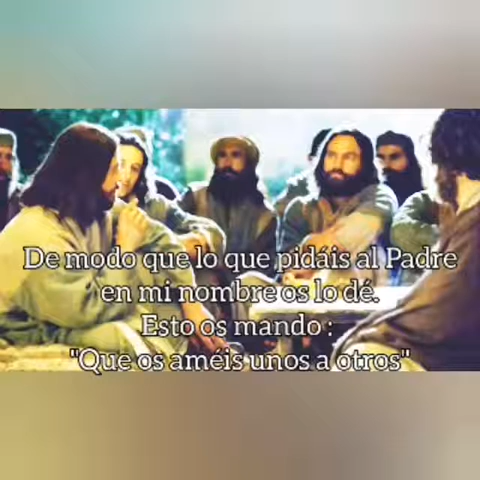 De modo que lo que pidáis al Padre
en mi nombre os lo dé.
Esto os mando :
"Que os améis unos a otros"